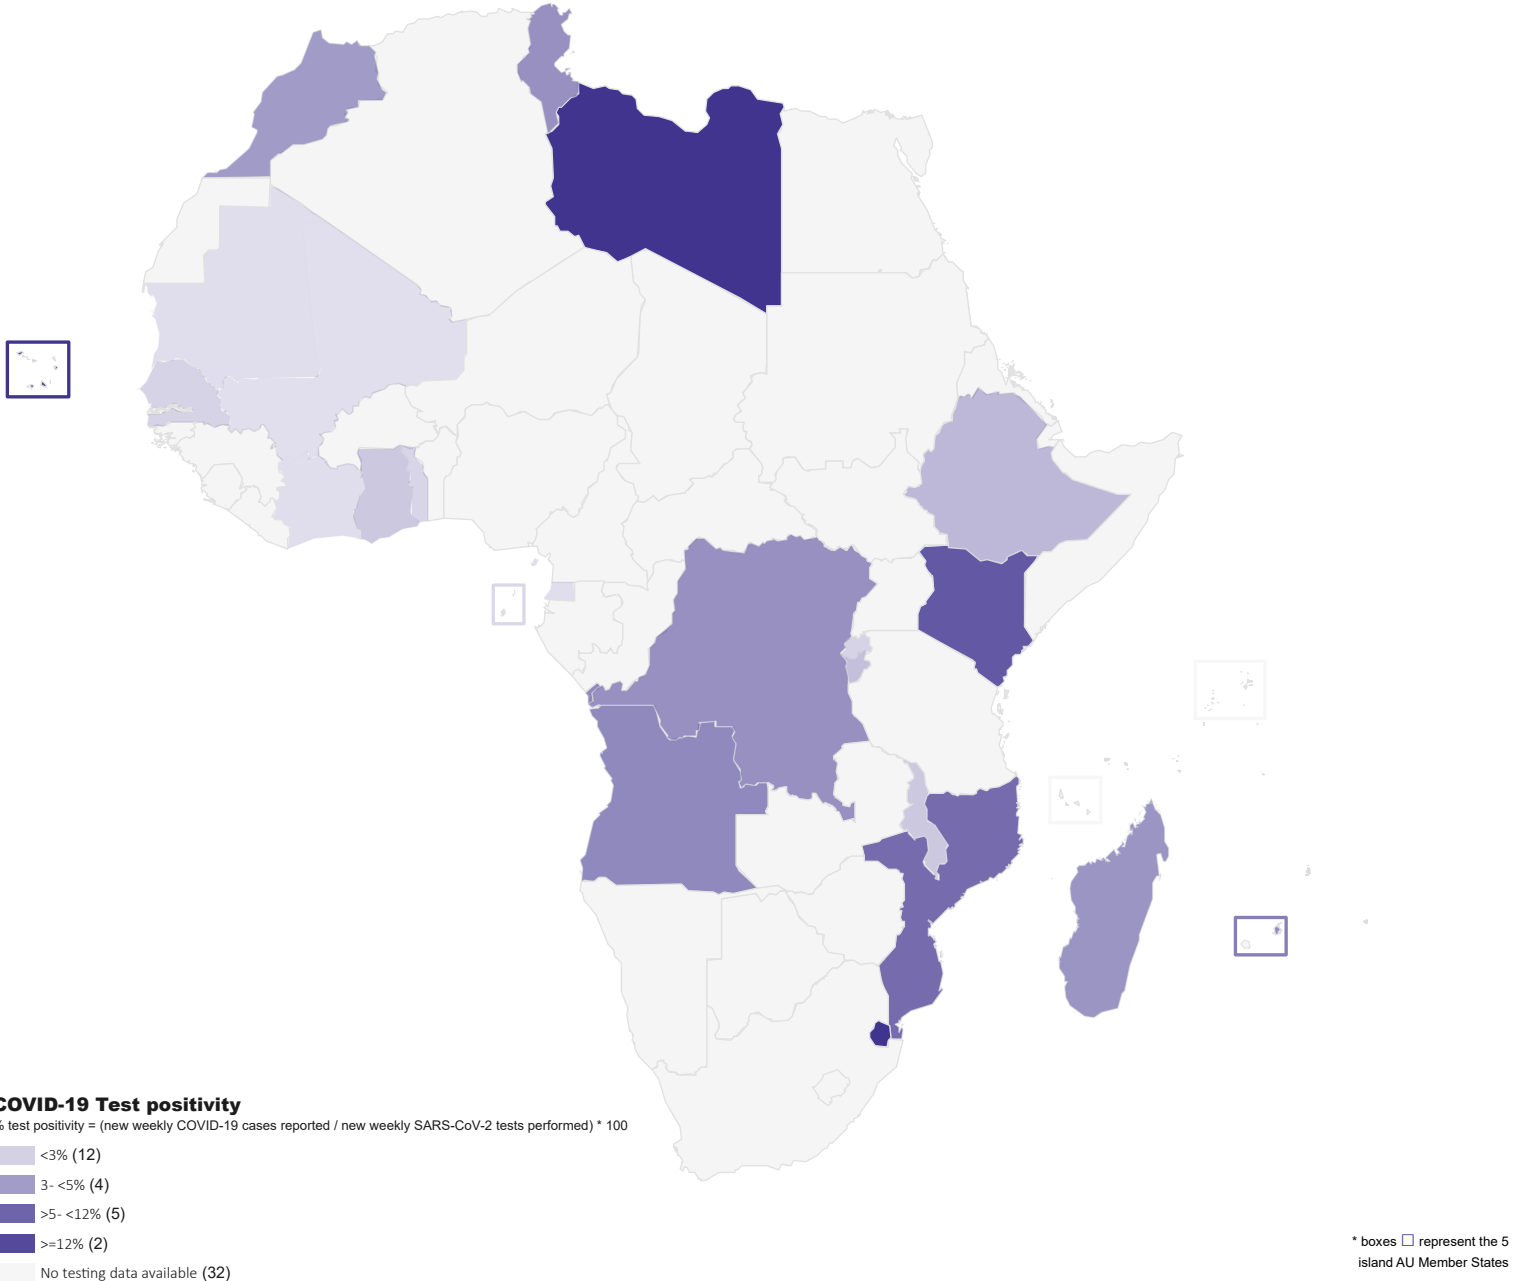 COVID-19 Test positivity
% test positivity = (new weekly COVID-19 cases reported / new weekly SARS-CoV-2 tests performed) * 100
<3% (12)
3- <5% (4)
>5- <12% (5)
>=12% (2)
No testing data available (32)
* boxes □ represent the 5
island AU Member States